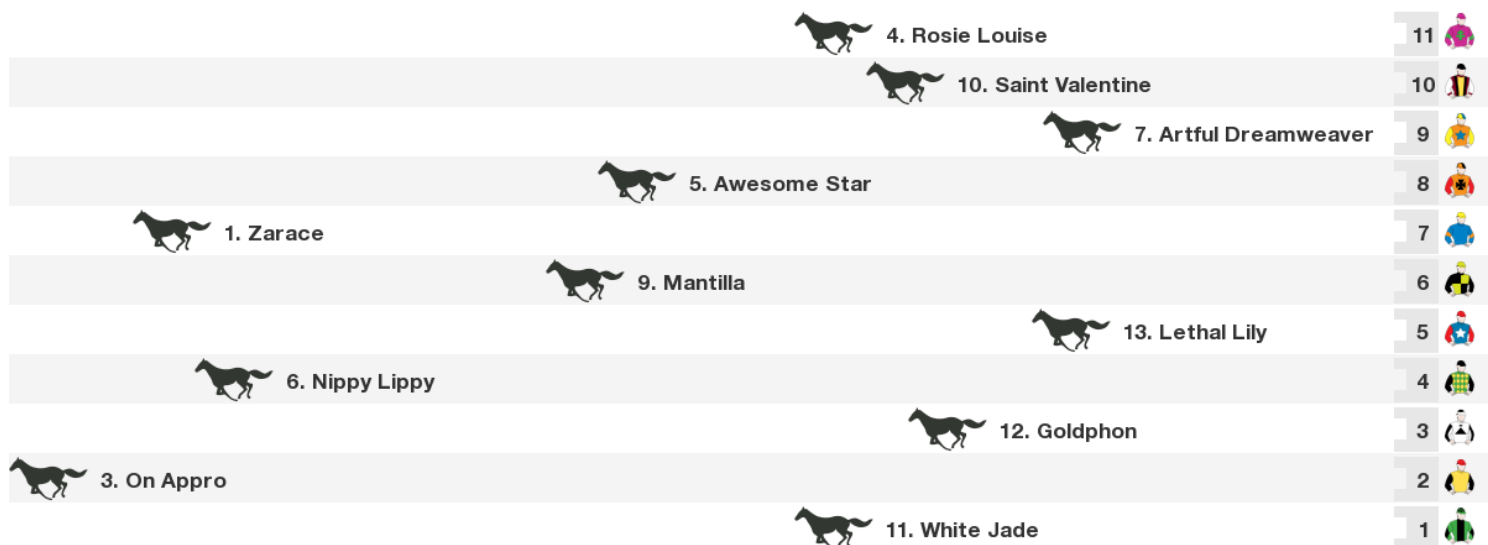 4. Rosie Louise 11
10. Saint Valentine 10
7. Artful Dreamweaver 9
5. Awesome Star 8
1. Zarace 7
9. Mantilla 6
13. Lethal Lily 5
6. Nippy Lippy 4
12. Goldphon 3
3. On Appro 2
11. White Jade 1